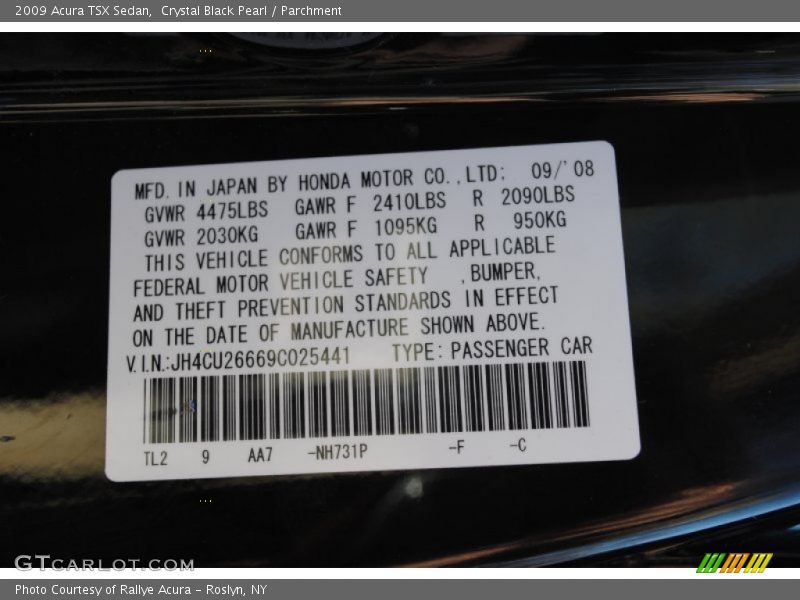 2009 Acura TSX Sedan,  Crystal Black Pearl / Parchment
MFD. IN JAPAN BY HONDA MOTOR CO.,LTD: 09/'08
GVWR 4475LBS GAWR F 2410LBS R 2090LBS
GVWR 2030KG GAWR F 1095KG R 950KG
THIS VEHICLE CONFORMS TO ALL APPLICABLE
FEDERAL MOTOR VEHICLE SAFETY ,BUMPER,
AND THEFT PREVENTION STANDARDS IN EFFECT
ON THE DATE OF MANUFACTURE SHOWN ABOVE.
V.I.N.:JH4CU26669C025441 TYPE: PASSENGER CAR
TL2 9 AA7 -NH731P -F -C
GTCARLOT.COM
Photo Courtesy of Rallye Acura - Roslyn, NY